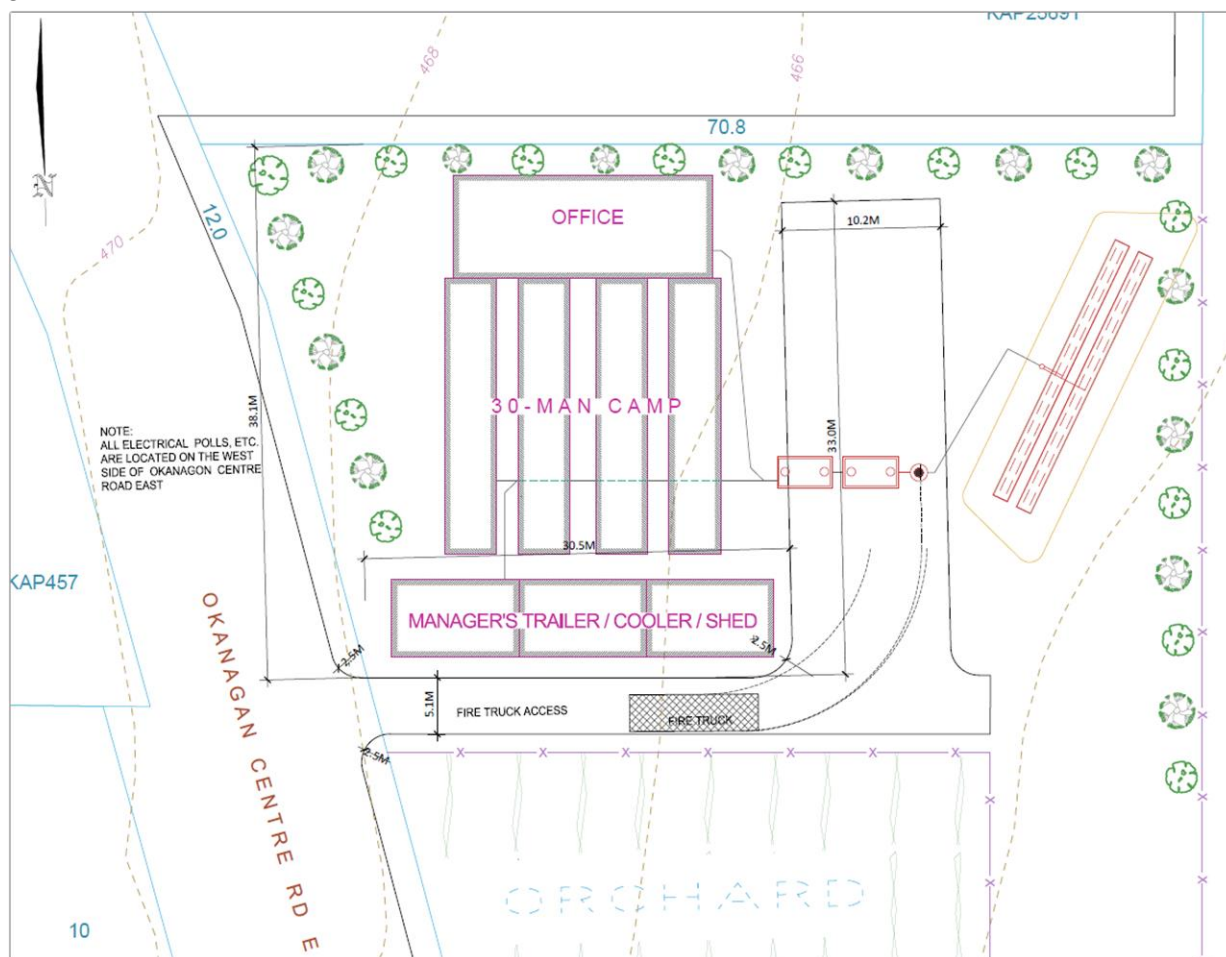 KAP25691
468
466
70.8
12.0
470
OFFICE
10.2M
38.1M
33.0M
30-MAN CAMP
NOTE:
ALL ELECTRICAL POLLS, ETC.
ARE LOCATED ON THE WEST
SIDE OF OKANAGON CENTRE
ROAD EAST
30.5M
KAP457
MANAGER'S TRAILER / COOLER / SHED
2.5M
2.5M
5.1M
FIRE TRUCK ACCESS
FIRE TRUCK
2.5M
OKANAGAN CENTRE RD E
ORCHARD
10
N